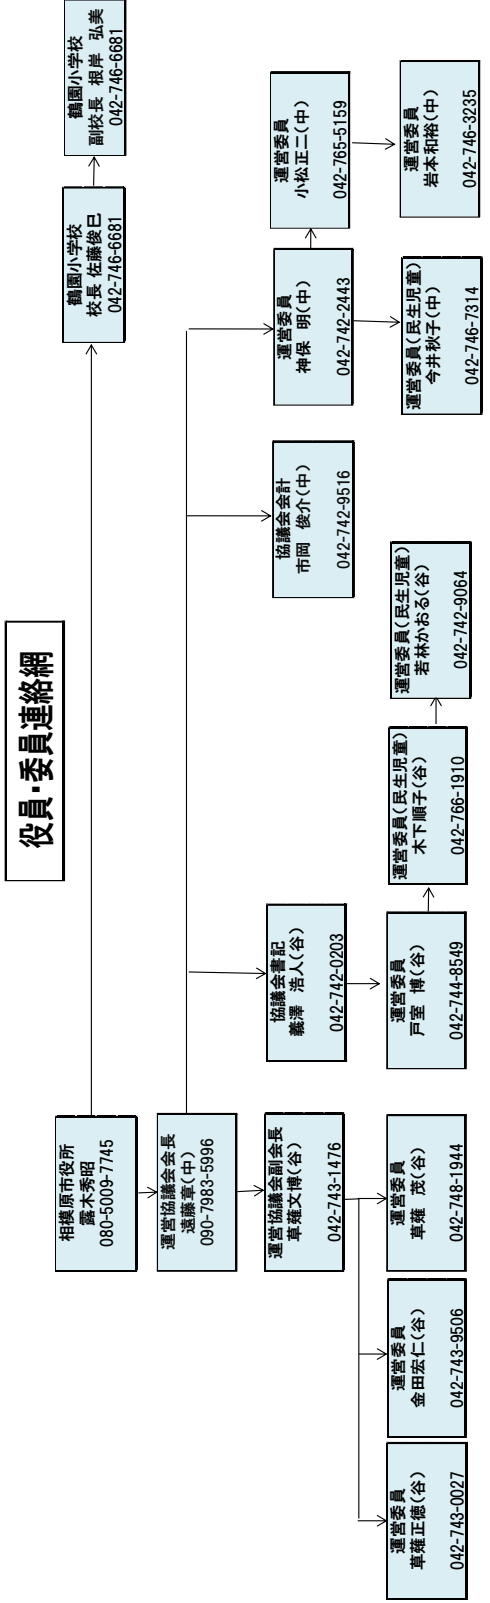 役員・委員連絡網
相模原市役所
露木秀昭
080-5009-7745
鶴園小学校
校長 佐藤俊巳
042-746-6681
鶴園小学校
副校長 根岸 弘美
042-746-6681
運営協議会会長
遠藤章(中)
090-7983-5996
運営協議会副会長
草薙文博(谷)
042-743-1476
協議会書記
義澤 浩人(谷)
042-742-0203
協議会会計
市岡 俊介(中)
042-742-9516
運営委員
神保 明(中)
042-742-2443
運営委員
小松正二(中)
042-765-5159
運営委員
草薙正徳(谷)
042-743-0027
運営委員
金田宏仁(谷)
042-743-9506
運営委員
草薙 茂(谷)
042-748-1944
運営委員
戸室 博(谷)
042-744-8549
運営委員(民生児童)
木下順子(谷)
042-766-1910
運営委員(民生児童)
若林かおる(谷)
042-742-9064
運営委員(民生児童)
今井秋子(中)
042-746-7314
運営委員
岩本和裕(中)
042-746-3235